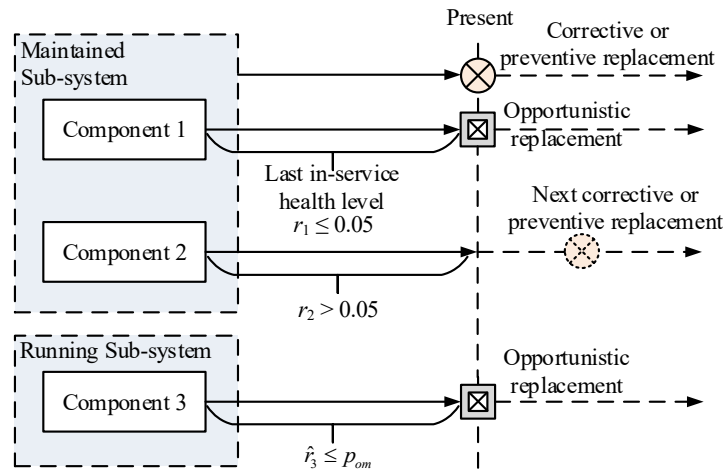 Present
Maintained
Sub-system
Corrective or
preventive replacement
Component 1
Opportunistic
replacement
Last in-service
health level
r₁ ≤ 0.05
Next corrective or
preventive replacement
Component 2
r₂ > 0.05
Running Sub-system
Opportunistic
replacement
Component 3
r̂₃ ≤ pₒₘ